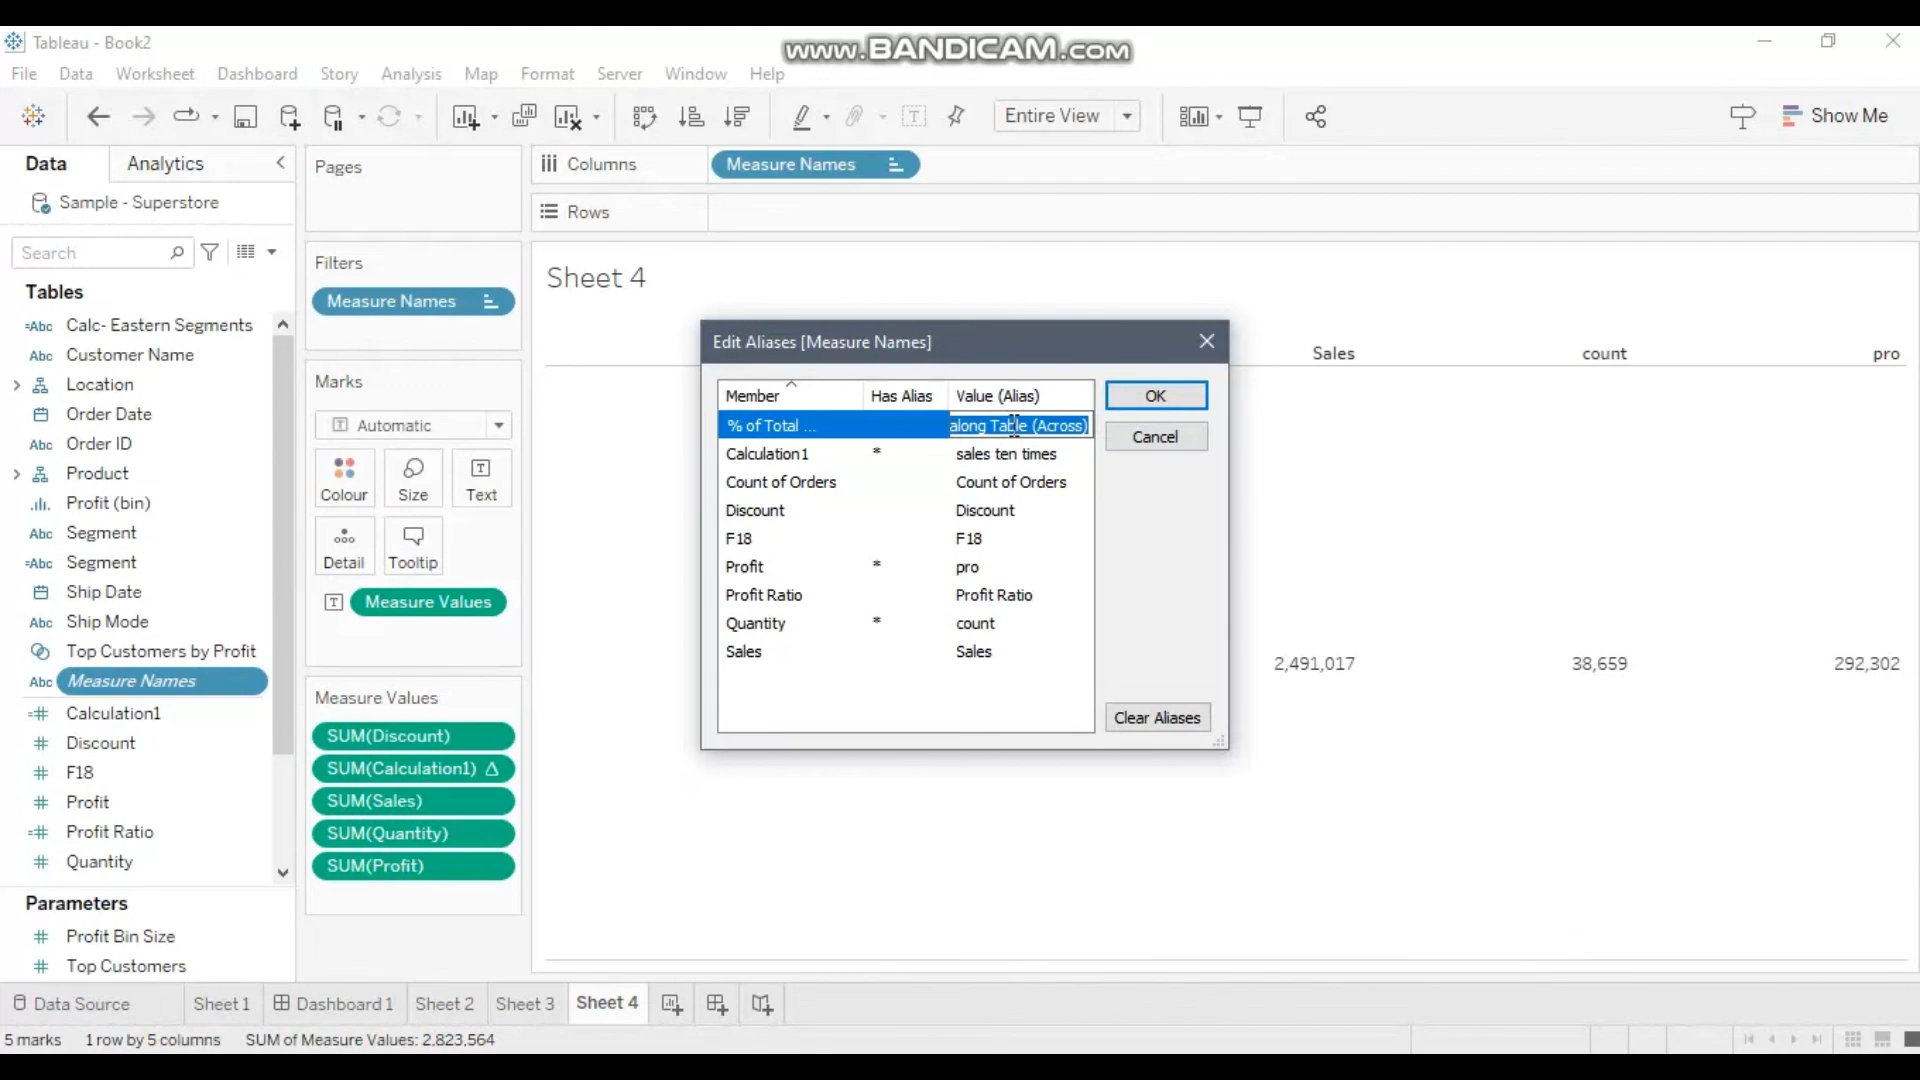 Tableau - Book2
www.BANDICAM.com
File Data Worksheet Dashboard Story Analysis Map Format Server Window Help
Entire View
Show Me
Data Analytics
Sample - Superstore
Search
Tables
=Abc Calc- Eastern Segments
Abc Customer Name
Location
Order Date
Abc Order ID
Product
Profit (bin)
Abc Segment
=Abc Segment
Ship Date
Abc Ship Mode
Top Customers by Profit
Abc Measure Names
=# Calculation1
# Discount
# F18
# Profit
=# Profit Ratio
# Quantity
Parameters
# Profit Bin Size
# Top Customers
Pages
Filters
Measure Names
Marks
Automatic
Colour Size Text
Detail Tooltip
Measure Values
Measure Values
SUM(Discount)
SUM(Calculation1) Δ
SUM(Sales)
SUM(Quantity)
SUM(Profit)
Columns Measure Names
Rows
Sheet 4
Sales count pro
2,491,017 38,659 292,302
Edit Aliases [Measure Names]
Member Has Alias Value (Alias)
% of Total ... along Table (Across)
Calculation1 * sales ten times
Count of Orders Count of Orders
Discount Discount
F18 F18
Profit * pro
Profit Ratio Profit Ratio
Quantity * count
Sales Sales
OK
Cancel
Clear Aliases
Data Source Sheet 1 Dashboard 1 Sheet 2 Sheet 3 Sheet 4
5 marks 1 row by 5 columns SUM of Measure Values: 2,823,564